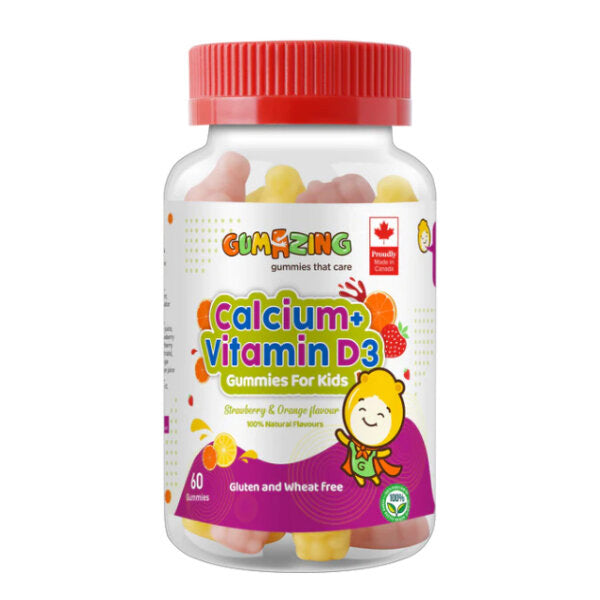 GUMAZING
gummies that care
Proudly
Made in
Canada
Calcium+
Vitamin D3
Gummies For Kids
Strawberry & Orange flavour
100% Natural Flavours
G
60
Gummies
Gluten and Wheat free
100%